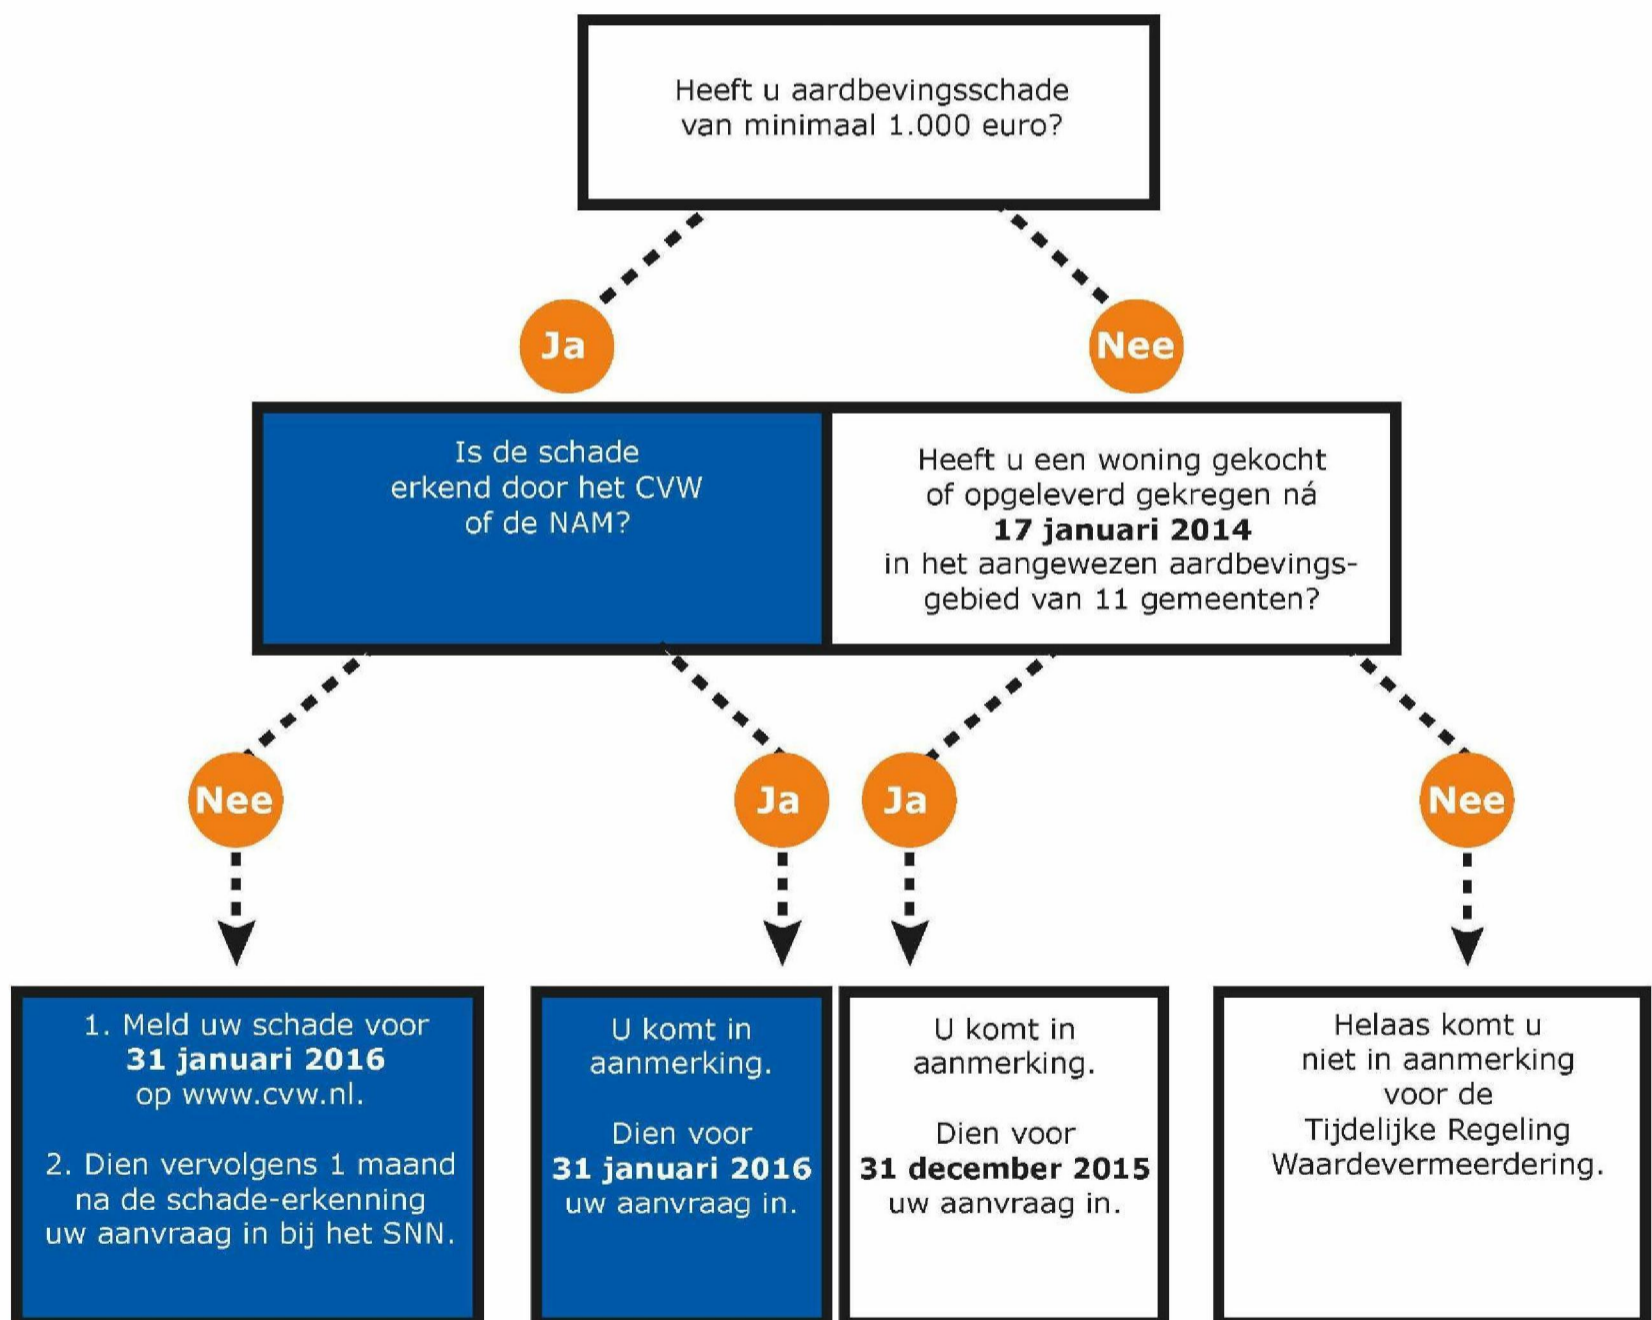 Heeft u aardbevingsschade
van minimaal 1.000 euro?
Ja
Nee
Is de schade
erkend door het CVW
of de NAM?
Heeft u een woning gekocht
of opgeleverd gekregen ná
17 januari 2014
in het aangewezen aardbevings-
gebied van 11 gemeenten?
Nee
Ja
Ja
Nee
1. Meld uw schade voor
31 januari 2016
op www.cvw.nl.
2. Dien vervolgens 1 maand
na de schade-erkenning
uw aanvraag in bij het SNN.
U komt in
aanmerking.
Dien voor
31 januari 2016
uw aanvraag in.
U komt in
aanmerking.
Dien voor
31 december 2015
uw aanvraag in.
Helaas komt u
niet in aanmerking
voor de
Tijdelijke Regeling
Waardevermeerdering.